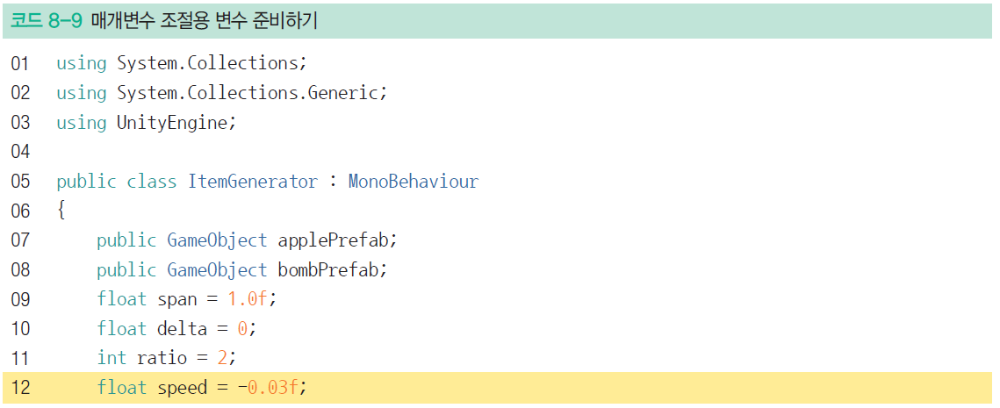 코드 8-9 매개변수 조절용 변수 준비하기
01 using System.Collections;
02 using System.Collections.Generic;
03 using UnityEngine;
04
05 public class ItemGenerator : MonoBehaviour
06 {
07     public GameObject applePrefab;
08     public GameObject bombPrefab;
09     float span = 1.0f;
10     float delta = 0;
11     int ratio = 2;
12     float speed = -0.03f;